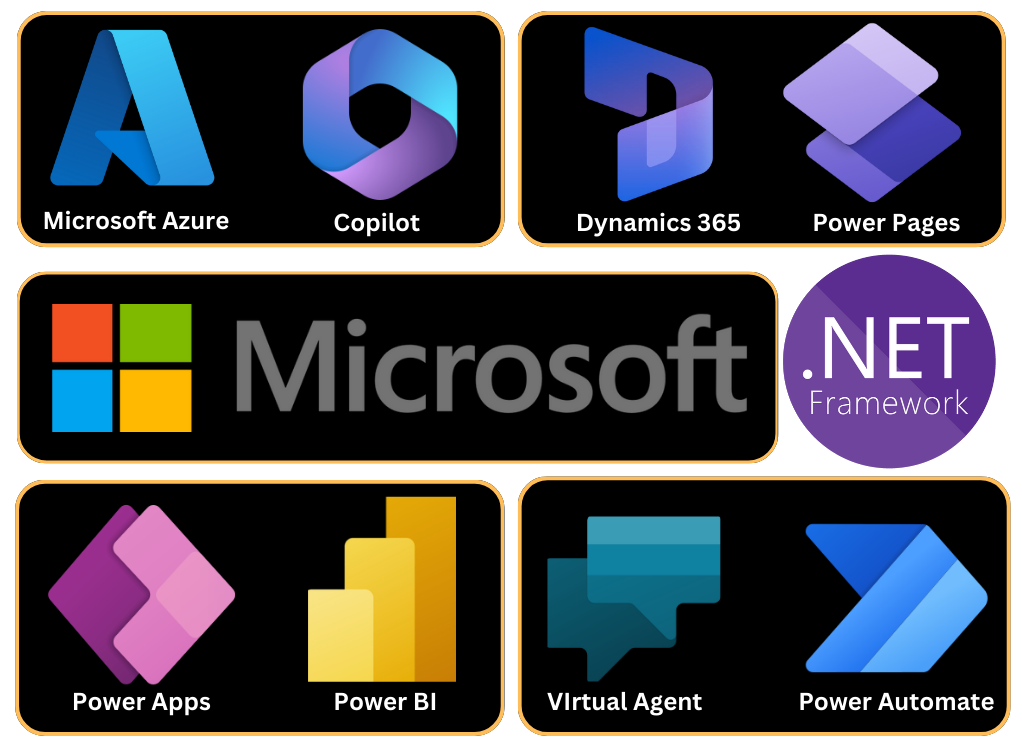 Microsoft Azure
Copilot
Dynamics 365
Power Pages
Microsoft
.NET
Framework
Power Apps
Power BI
VIrtual Agent
Power Automate